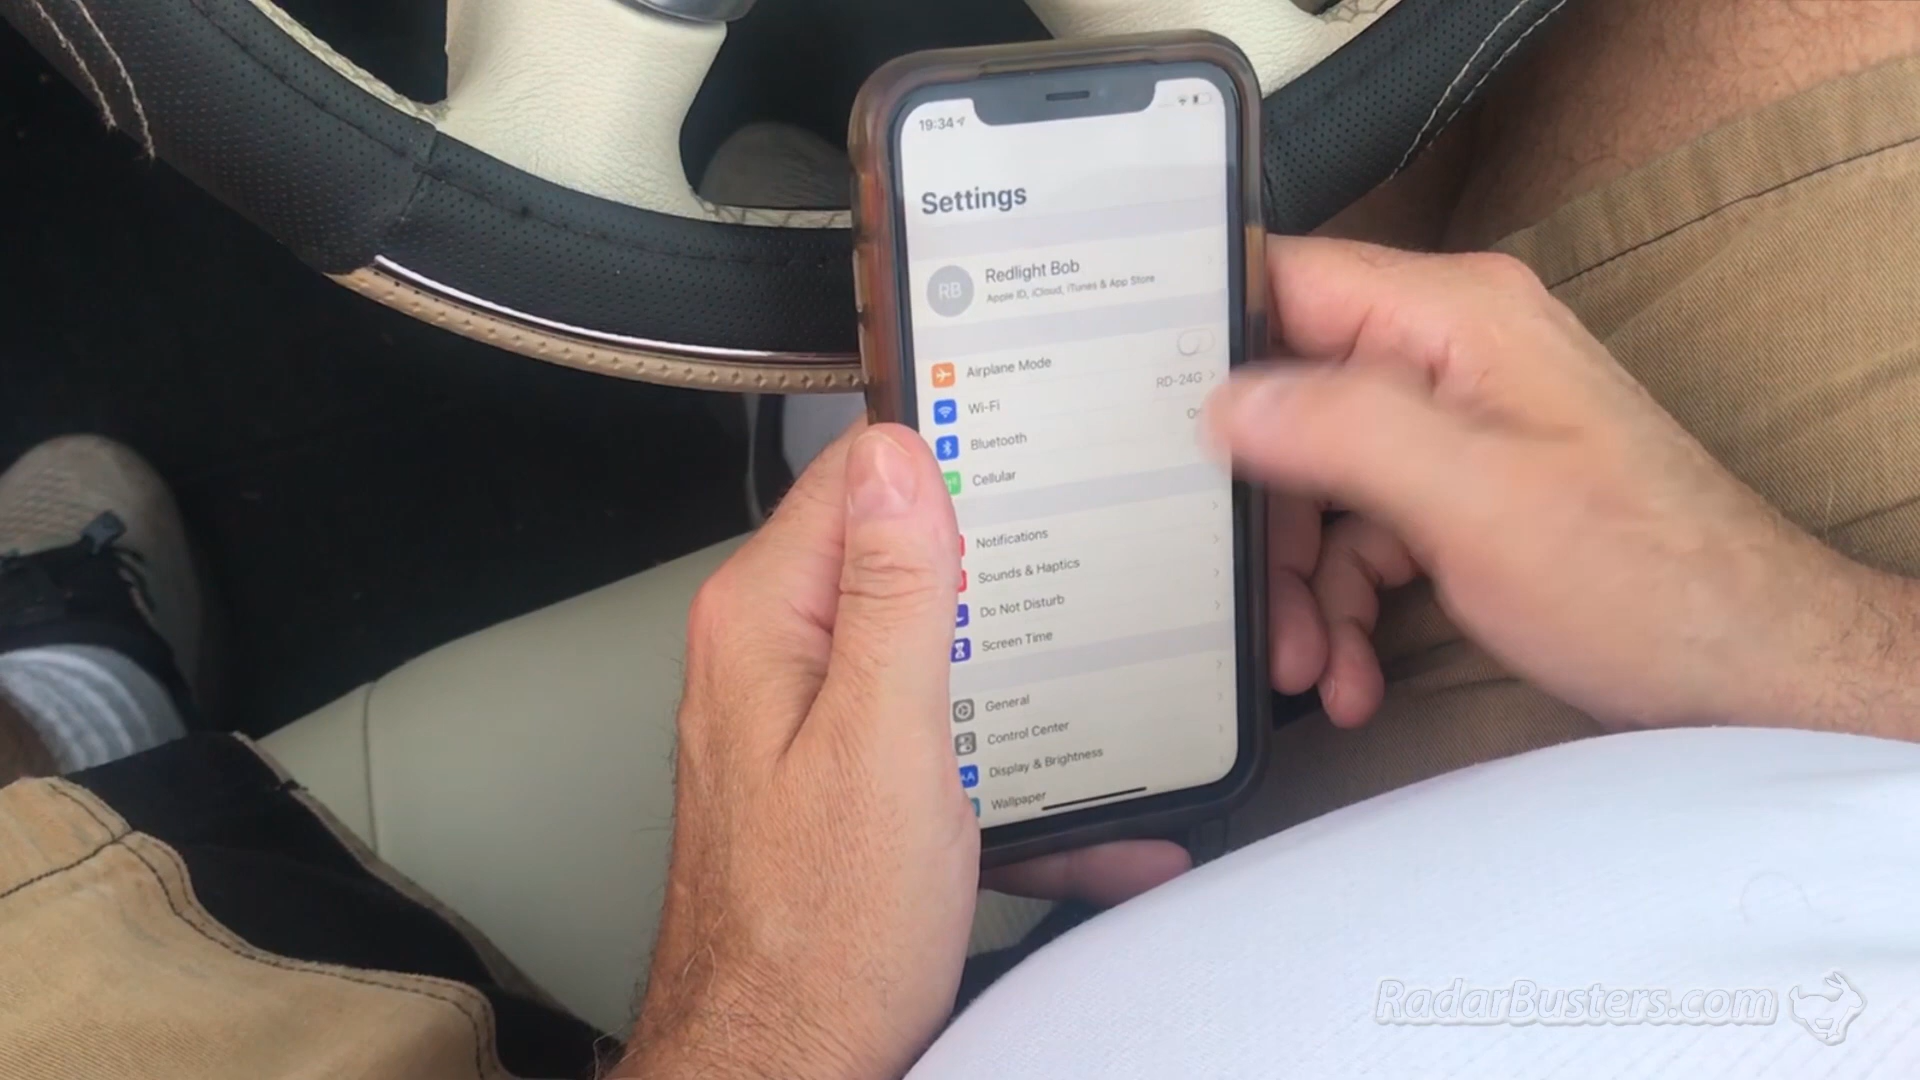 19:34
Settings
RB
Redlight Bob
Apple ID, iCloud, iTunes & App Store
Airplane Mode
Wi-Fi RD-24G
Bluetooth
Cellular
Notifications
Sounds & Haptics
Do Not Disturb
Screen Time
General
Control Center
AA Display & Brightness
Wallpaper
RadarBusters.com